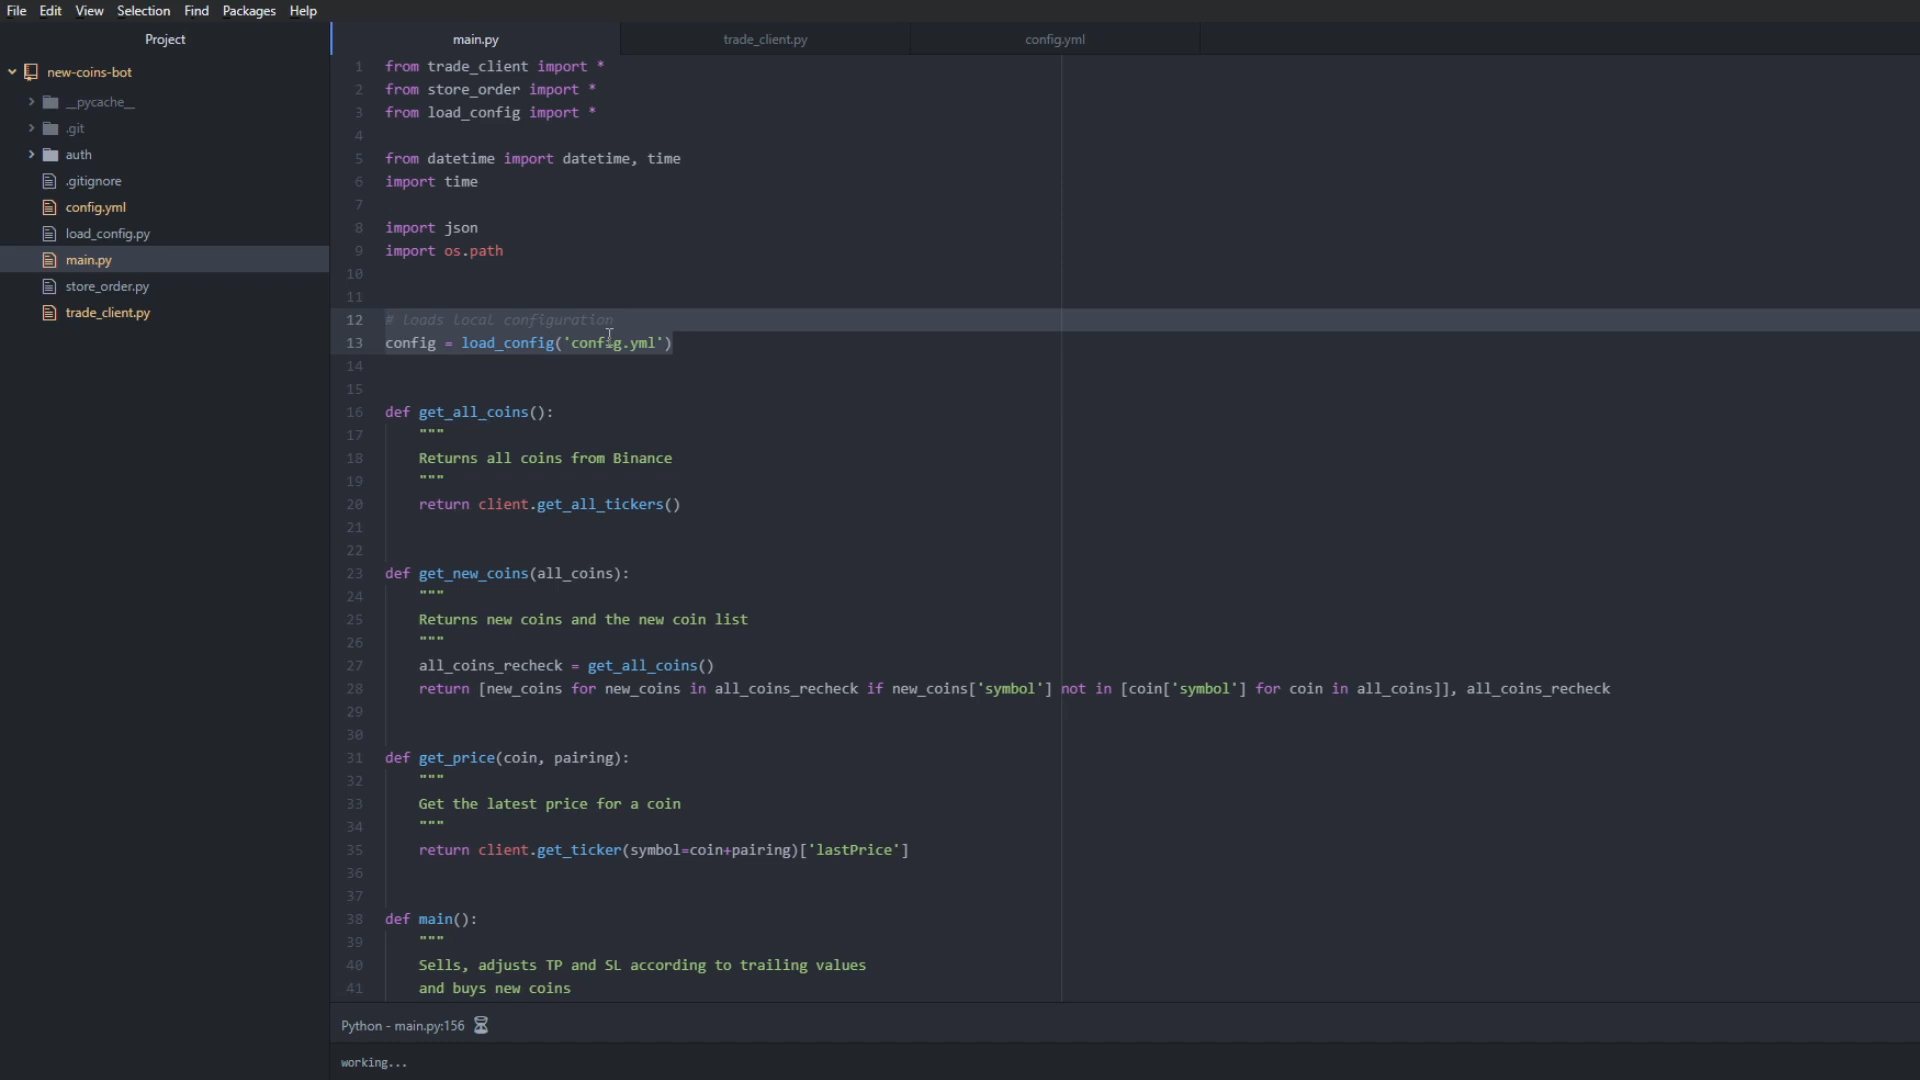 File Edit View Selection Find Packages Help
Project
new-coins-bot
__pycache__
.git
auth
.gitignore
config.yml
load_config.py
main.py
store_order.py
trade_client.py
main.py trade_client.py config.yml
1 from trade_client import *
2 from store_order import *
3 from load_config import *
4
5 from datetime import datetime, time
6 import time
7
8 import json
9 import os.path
10
11
12 # loads local configuration
13 config = load_config('config.yml')
14
15
16 def get_all_coins():
17 """
18 Returns all coins from Binance
19 """
20 return client.get_all_tickers()
21
22
23 def get_new_coins(all_coins):
24 """
25 Returns new coins and the new coin list
26 """
27 all_coins_recheck = get_all_coins()
28 return [new_coins for new_coins in all_coins_recheck if new_coins['symbol'] not in [coin['symbol'] for coin in all_coins]], all_coins_recheck
29
30
31 def get_price(coin, pairing):
32 """
33 Get the latest price for a coin
34 """
35 return client.get_ticker(symbol=coin+pairing)['lastPrice']
36
37
38 def main():
39 """
40 Sells, adjusts TP and SL according to trailing values
41 and buys new coins
Python - main.py:156
working...